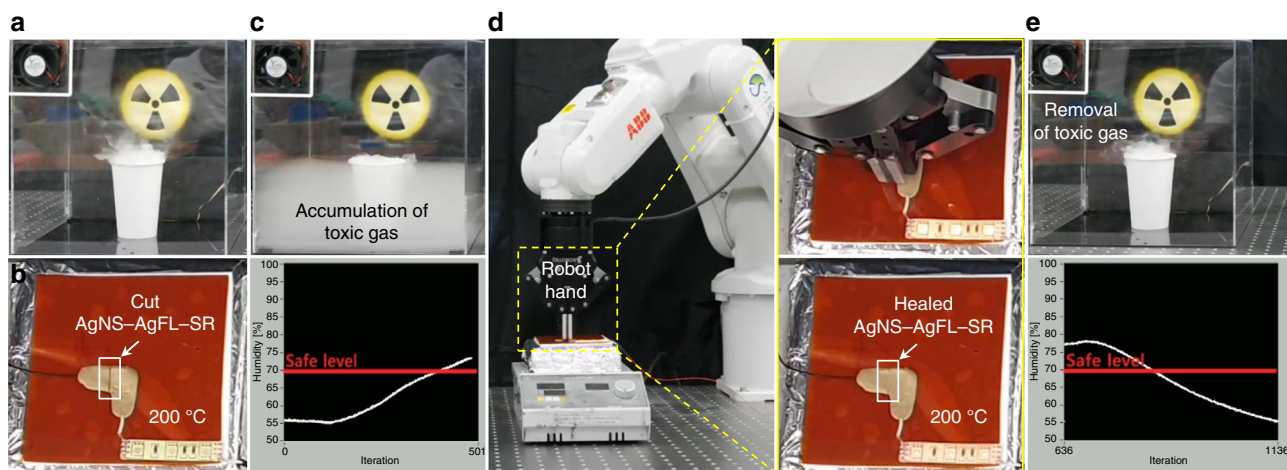 a
c
d
e
Accumulation of
toxic gas
ABB
Robot
hand
Removal
of toxic gas
b
Cut
AgNS–AgFL–SR
200 °C
Humidity [%]
100
95
90
85
80
75
70
65
60
55
50
Safe level
0
501
Iteration
Healed
AgNS–AgFL–SR
200 °C
Humidity [%]
100
95
90
85
80
75
70
65
60
55
50
Safe level
636
1136
Iteration